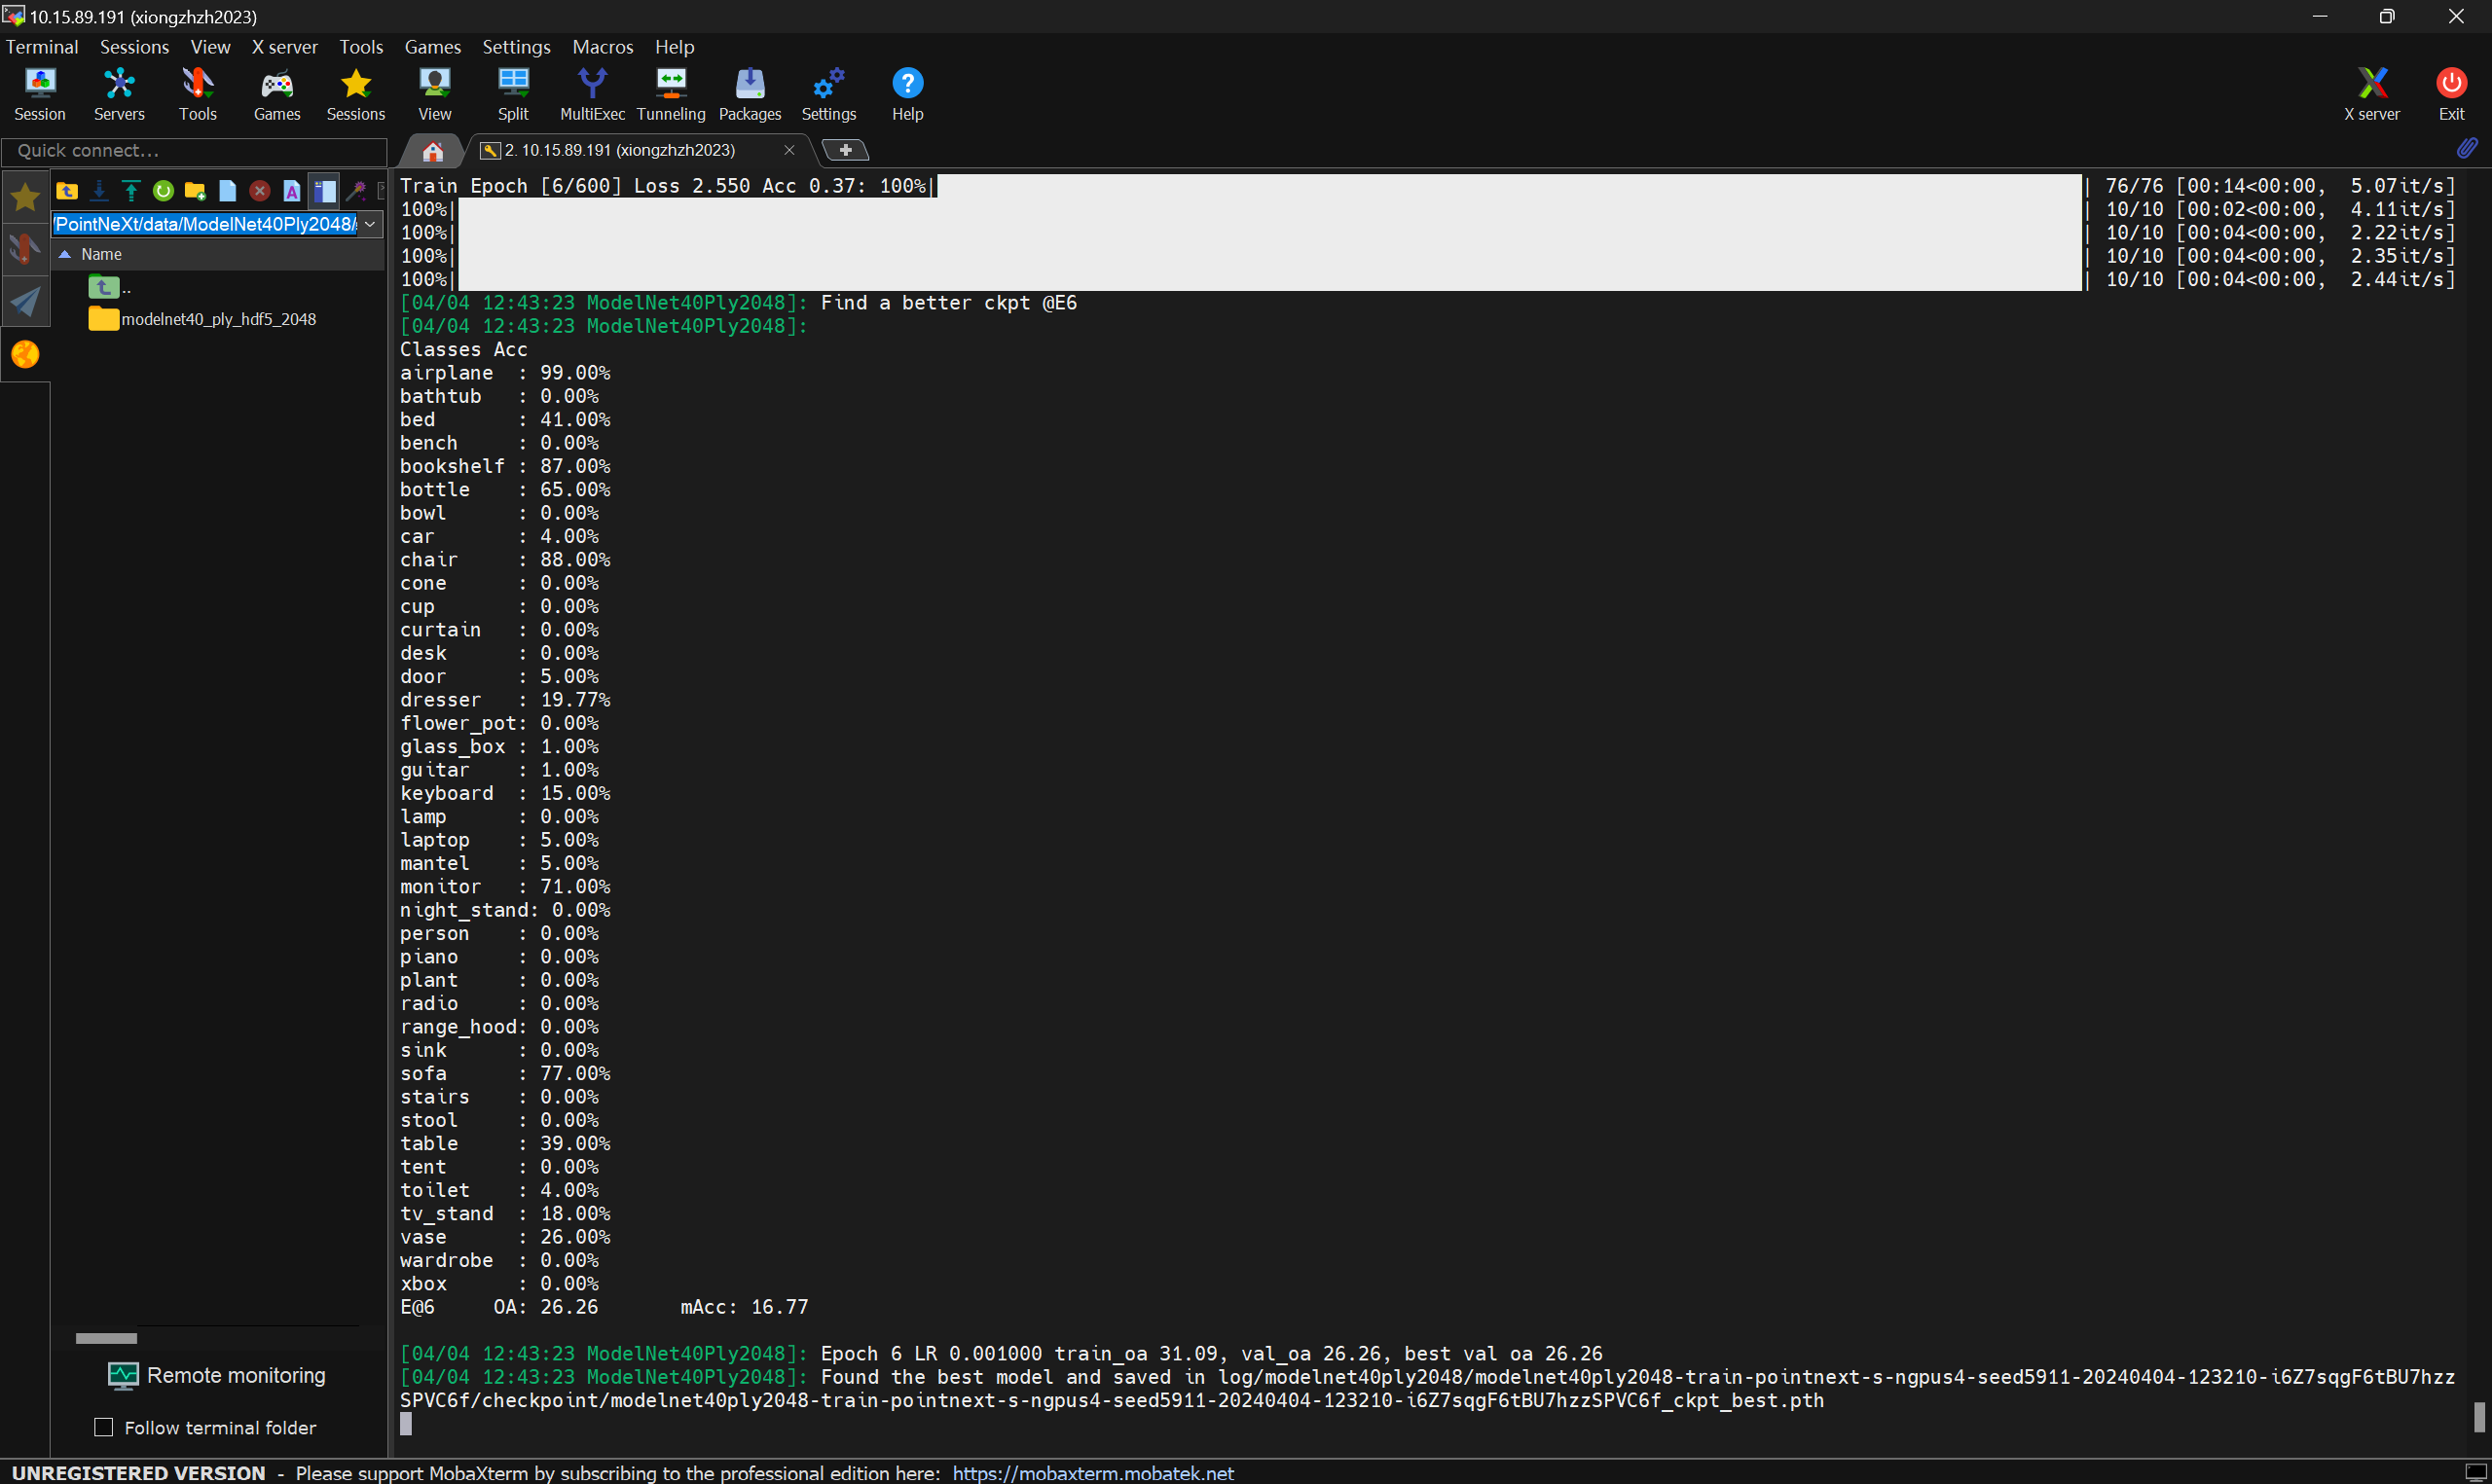 10.15.89.191 (xiongzhzh2023)
Terminal Sessions View X server Tools Games Settings Macros Help
Session Servers Tools Games Sessions View Split MultiExec Tunneling Packages Settings Help X server Exit
Quick connect...
2. 10.15.89.191 (xiongzhzh2023)
/PointNeXt/data/ModelNet40Ply2048/
Name
..
modelnet40_ply_hdf5_2048
Remote monitoring
Follow terminal folder
Train Epoch [6/600] Loss 2.550 Acc 0.37: 100%| | 76/76 [00:14<00:00, 5.07it/s]
100%| | 10/10 [00:02<00:00, 4.11it/s]
100%| | 10/10 [00:04<00:00, 2.22it/s]
100%| | 10/10 [00:04<00:00, 2.35it/s]
100%| | 10/10 [00:04<00:00, 2.44it/s]
[04/04 12:43:23 ModelNet40Ply2048]: Find a better ckpt @E6
[04/04 12:43:23 ModelNet40Ply2048]:
Classes Acc
airplane : 99.00%
bathtub : 0.00%
bed : 41.00%
bench : 0.00%
bookshelf : 87.00%
bottle : 65.00%
bowl : 0.00%
car : 4.00%
chair : 88.00%
cone : 0.00%
cup : 0.00%
curtain : 0.00%
desk : 0.00%
door : 5.00%
dresser : 19.77%
flower_pot: 0.00%
glass_box : 1.00%
guitar : 1.00%
keyboard : 15.00%
lamp : 0.00%
laptop : 5.00%
mantel : 5.00%
monitor : 71.00%
night_stand: 0.00%
person : 0.00%
piano : 0.00%
plant : 0.00%
radio : 0.00%
range_hood: 0.00%
sink : 0.00%
sofa : 77.00%
stairs : 0.00%
stool : 0.00%
table : 39.00%
tent : 0.00%
toilet : 4.00%
tv_stand : 18.00%
vase : 26.00%
wardrobe : 0.00%
xbox : 0.00%
E@6 OA: 26.26 mAcc: 16.77
[04/04 12:43:23 ModelNet40Ply2048]: Epoch 6 LR 0.001000 train_oa 31.09, val_oa 26.26, best val oa 26.26
[04/04 12:43:23 ModelNet40Ply2048]: Found the best model and saved in log/modelnet40ply2048/modelnet40ply2048-train-pointnext-s-ngpus4-seed5911-20240404-123210-i6Z7sqgF6tBU7hzz
SPVC6f/checkpoint/modelnet40ply2048-train-pointnext-s-ngpus4-seed5911-20240404-123210-i6Z7sqgF6tBU7hzzSPVC6f_ckpt_best.pth
UNREGISTERED VERSION - Please support MobaXterm by subscribing to the professional edition here: https://mobaxterm.mobatek.net